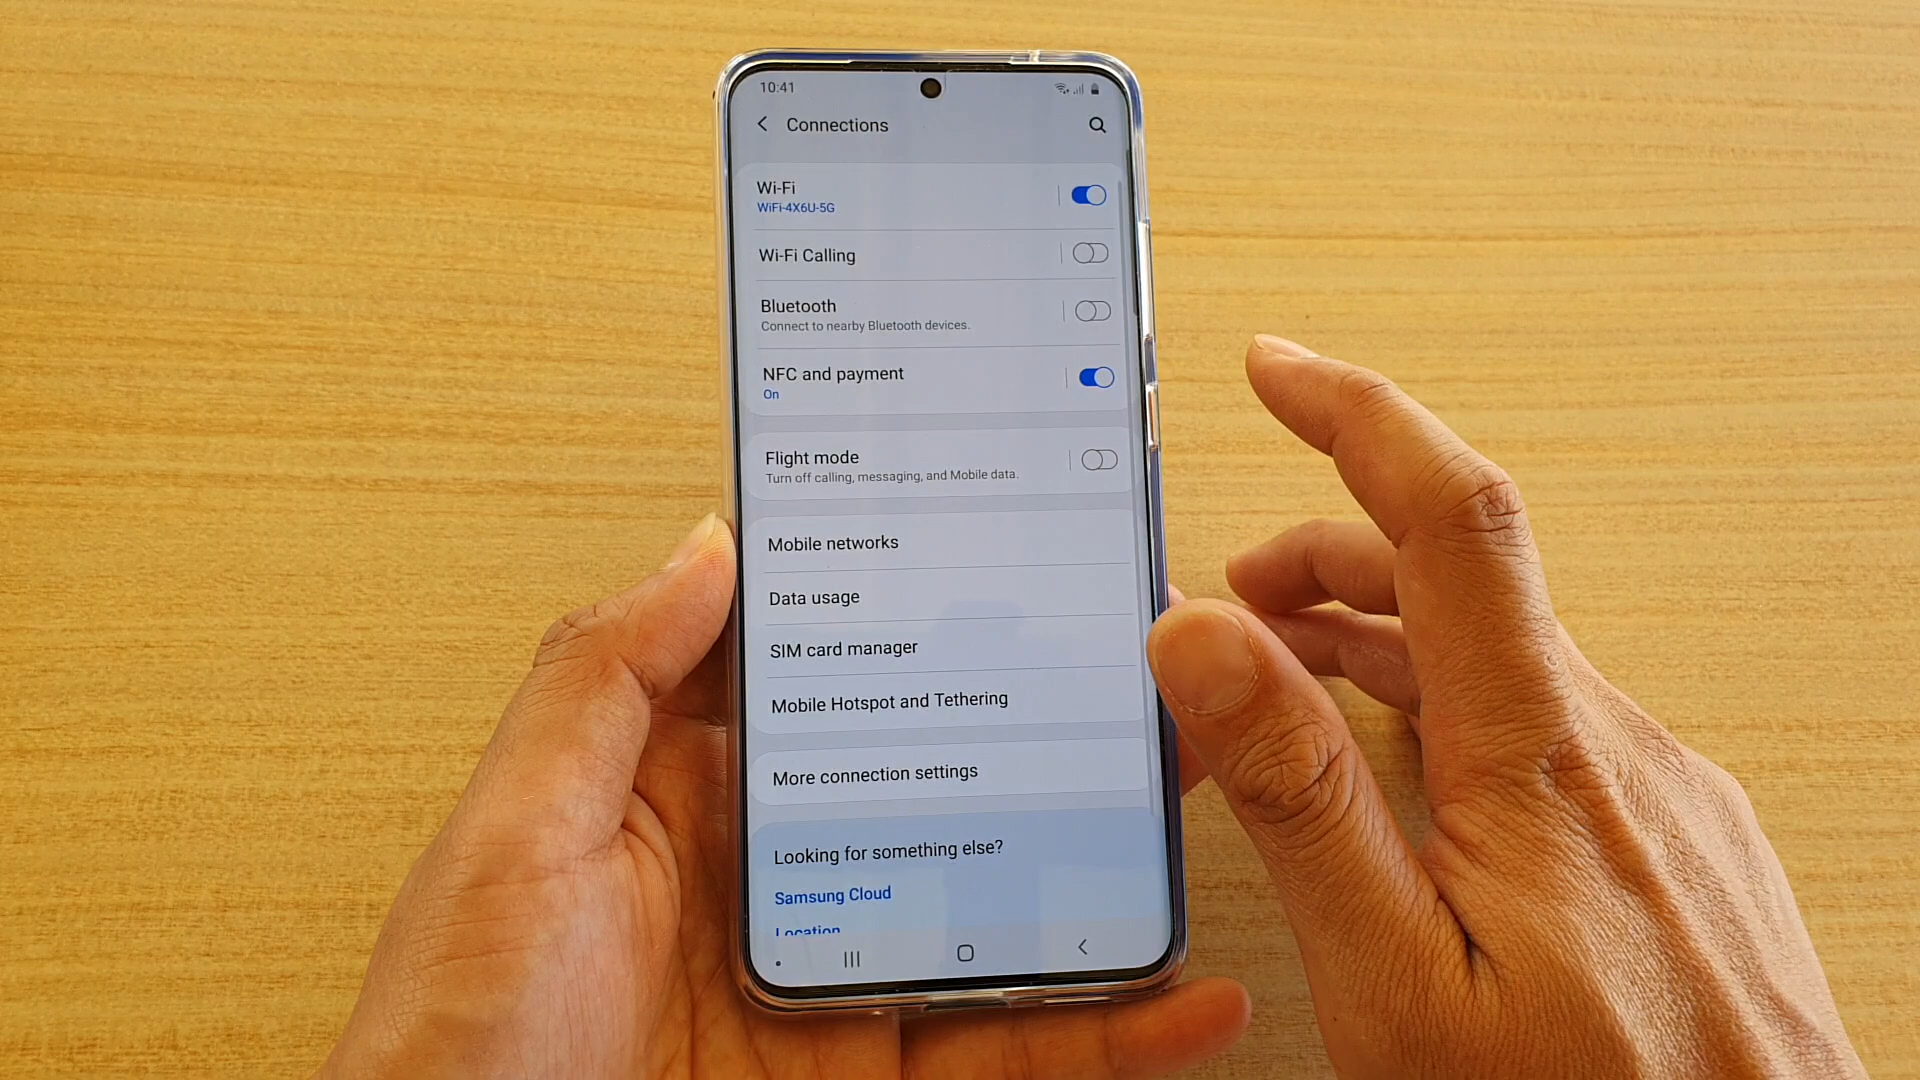 10:41
Connections
Wi-Fi
WiFi-4X6U-5G
Wi-Fi Calling
Bluetooth
Connect to nearby Bluetooth devices.
NFC and payment
On
Flight mode
Turn off calling, messaging, and Mobile data.
Mobile networks
Data usage
SIM card manager
Mobile Hotspot and Tethering
More connection settings
Looking for something else?
Samsung Cloud
Location